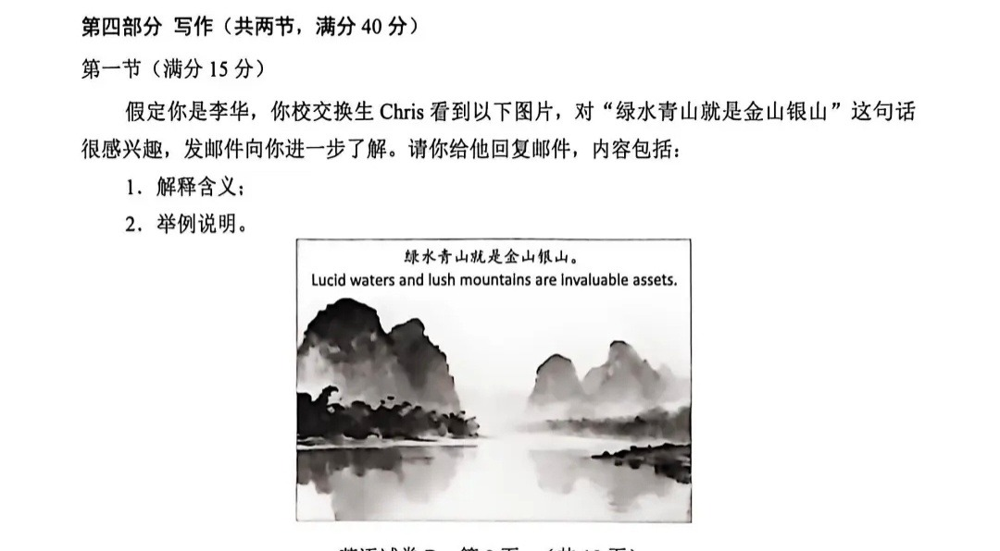 第四部分 写作（共两节，满分 40 分）
第一节（满分 15 分）
假定你是李华，你校交换生 Chris 看到以下图片，对“绿水青山就是金山银山”这句话
很感兴趣，发邮件向你进一步了解。请你给他回复邮件，内容包括：
1．解释含义；
2．举例说明。
绿水青山就是金山银山。
Lucid waters and lush mountains are invaluable assets.